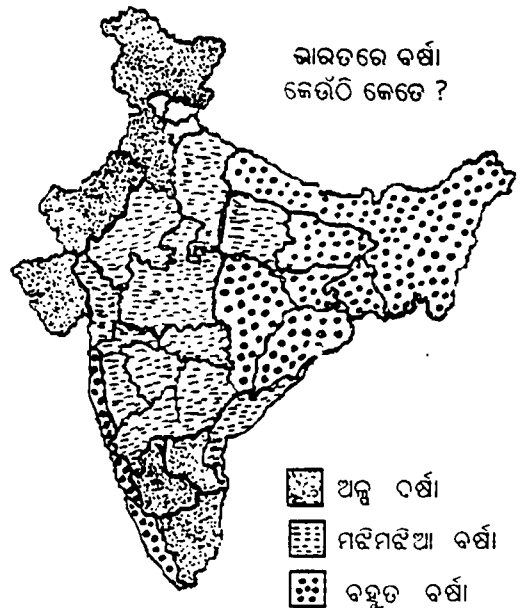 ଭାରତରେ ବର୍ଷା
କେଉଁଠି କେତେ ?
ଅଳ୍ପ ବର୍ଷା
ମଝିମଝିଆ ବର୍ଷା
ବହୁତ ବର୍ଷା